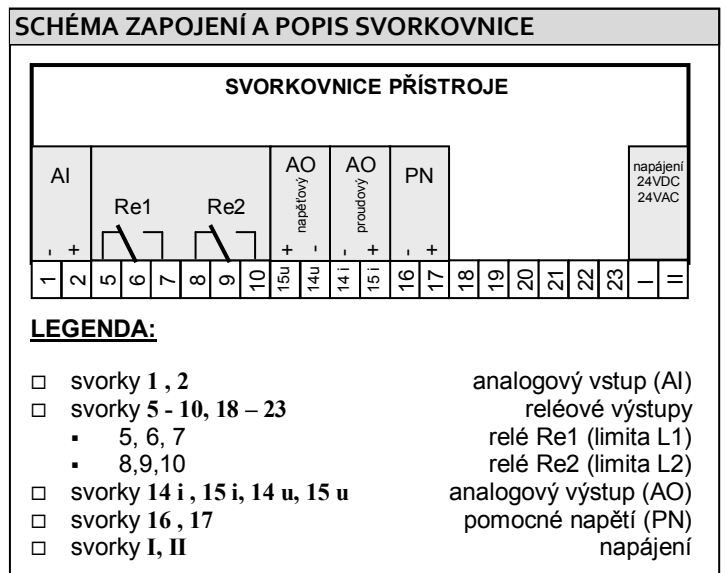 SCHÉMA ZAPOJENÍ A POPIS SVORKOVNICE
SVORKOVNICE PŘÍSTROJE
AI
Re1
Re2
AO
napěťový
AO
proudový
PN
napájení
24VDC
24VAC
- + + - - + - +
1 2 5 6 7 8 9 10 15u 14u 14 i 15 i 16 17 18 19 20 21 22 23 I II
LEGENDA:
□ svorky 1 , 2 analogový vstup (AI)
□ svorky 5 - 10, 18 – 23 reléové výstupy
▪ 5, 6, 7 relé Re1 (limita L1)
▪ 8,9,10 relé Re2 (limita L2)
□ svorky 14 i , 15 i, 14 u, 15 u analogový výstup (AO)
□ svorky 16 , 17 pomocné napětí (PN)
□ svorky I, II napájení